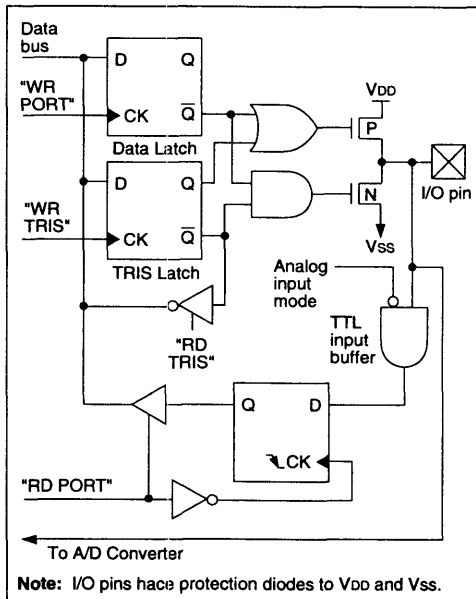 Data
bus
D Q
"WR
PORT"
CK Q
Data Latch
VDD
P
I/O pin
D Q
N
"WR
TRIS"
CK Q
VSS
TRIS Latch
Analog
input
mode
TTL
input
buffer
"RD
TRIS"
Q D
CK
"RD PORT"
To A/D Converter
Note: I/O pins hace protection diodes to VDD and Vss.